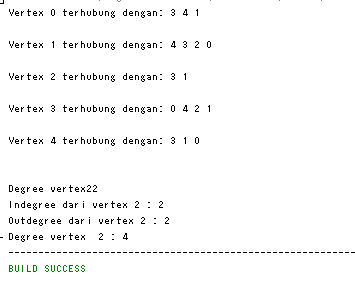 Vertex 0 terhubung dengan: 3 4 1
Vertex 1 terhubung dengan: 4 3 2 0
Vertex 2 terhubung dengan: 3 1
Vertex 3 terhubung dengan: 0 4 2 1
Vertex 4 terhubung dengan: 3 1 0
Degree vertex22
Indegree dari vertex 2 : 2
Outdegree dari vertex 2 : 2
Degree vertex  2 : 4
------------------------------------------------------------------------
BUILD SUCCESS